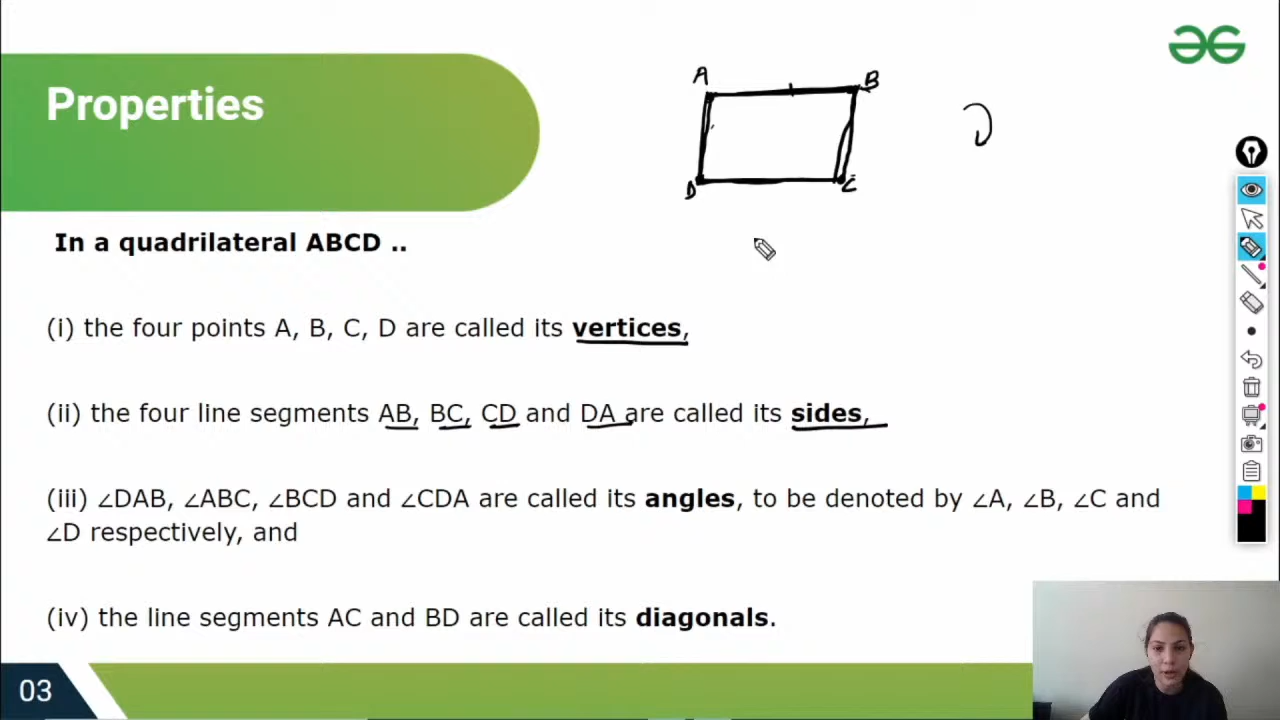 Properties
A
B
D
C
D
In a quadrilateral ABCD ..
(i) the four points A, B, C, D are called its vertices,
(ii) the four line segments AB, BC, CD and DA are called its sides,
(iii) ∠DAB, ∠ABC, ∠BCD and ∠CDA are called its angles, to be denoted by ∠A, ∠B, ∠C and
∠D respectively, and
(iv) the line segments AC and BD are called its diagonals.
03